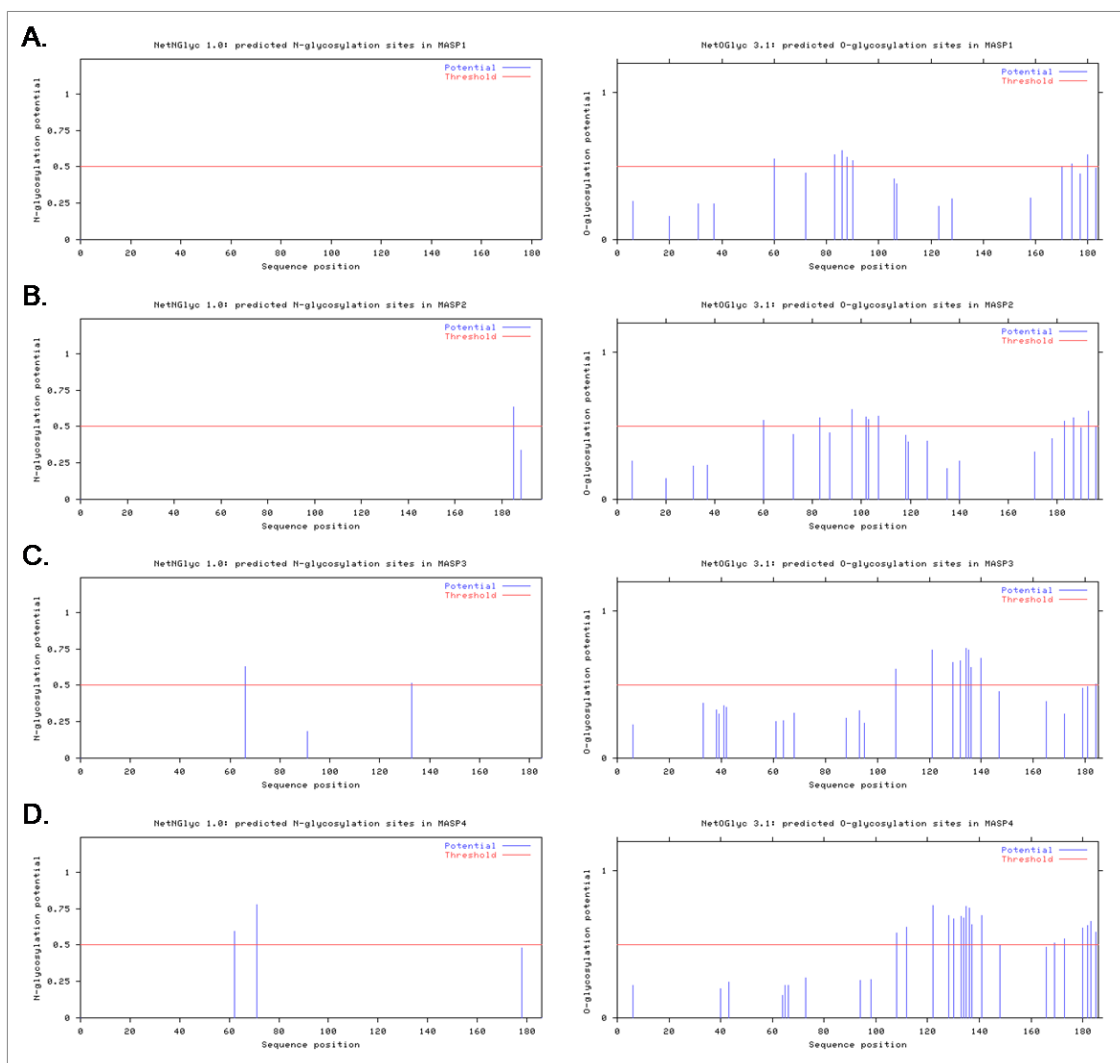 A.
NetNGlyc 1.0: predicted N-glycosylation sites in MASP1
N-glycosylation potential
Potential
Threshold
1
0.75
0.5
0.25
0
0 20 40 60 80 100 120 140 160 180
Sequence position
NetOGlyc 3.1: predicted O-glycosylation sites in MASP1
O-glycosylation potential
Potential
Threshold
1
0
0 20 40 60 80 100 120 140 160 180
Sequence position
B.
NetNGlyc 1.0: predicted N-glycosylation sites in MASP2
N-glycosylation potential
Potential
Threshold
1
0.75
0.5
0.25
0
0 20 40 60 80 100 120 140 160 180
Sequence position
NetOGlyc 3.1: predicted O-glycosylation sites in MASP2
O-glycosylation potential
Potential
Threshold
1
0
0 20 40 60 80 100 120 140 160 180
Sequence position
C.
NetNGlyc 1.0: predicted N-glycosylation sites in MASP3
N-glycosylation potential
Potential
Threshold
1
0.75
0.5
0.25
0
0 20 40 60 80 100 120 140 160 180
Sequence position
NetOGlyc 3.1: predicted O-glycosylation sites in MASP3
O-glycosylation potential
Potential
Threshold
1
0
0 20 40 60 80 100 120 140 160 180
Sequence position
D.
NetNGlyc 1.0: predicted N-glycosylation sites in MASP4
N-glycosylation potential
Potential
Threshold
1
0.75
0.5
0.25
0
0 20 40 60 80 100 120 140 160 180
Sequence position
NetOGlyc 3.1: predicted O-glycosylation sites in MASP4
O-glycosylation potential
Potential
Threshold
1
0
0 20 40 60 80 100 120 140 160 180
Sequence position